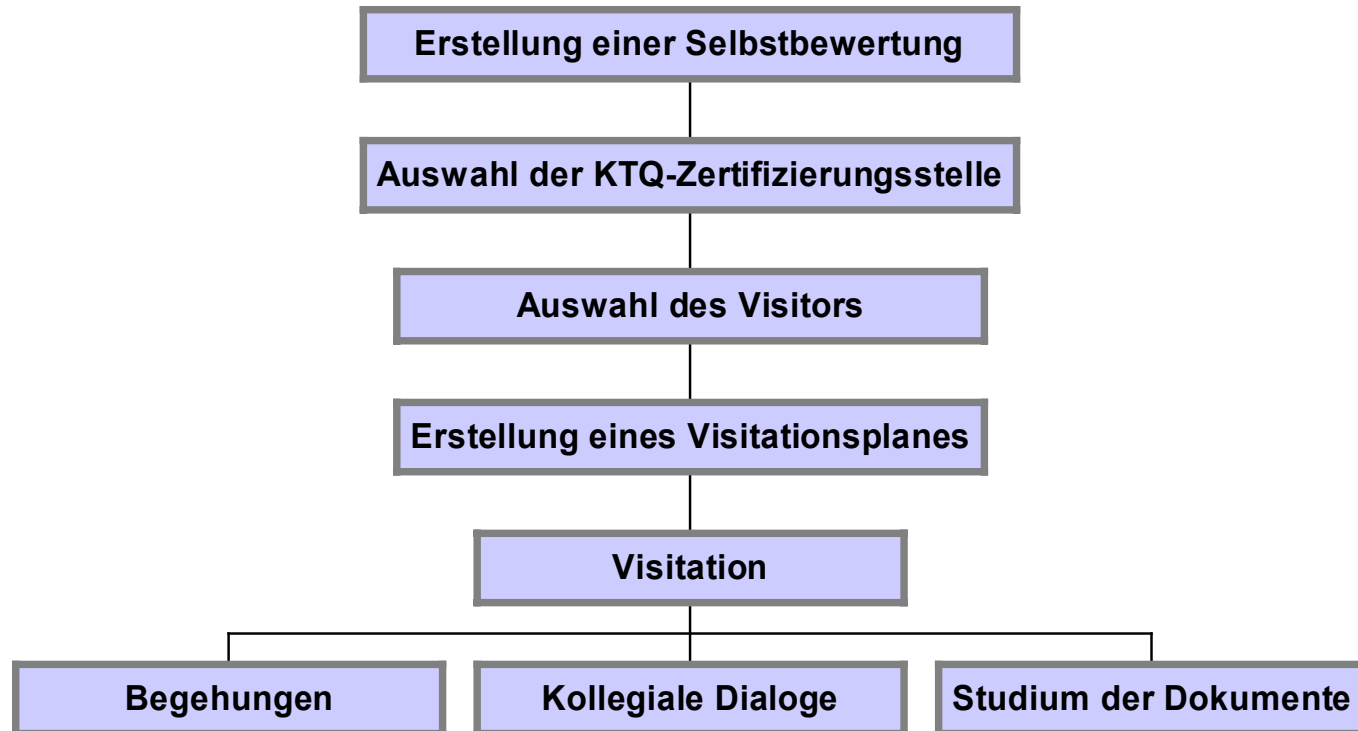 Erstellung einer Selbstbewertung
Auswahl der KTQ-Zertifizierungsstelle
Auswahl des Visitors
Erstellung eines Visitationsplanes
Visitation
Begehungen
Kollegiale Dialoge
Studium der Dokumente